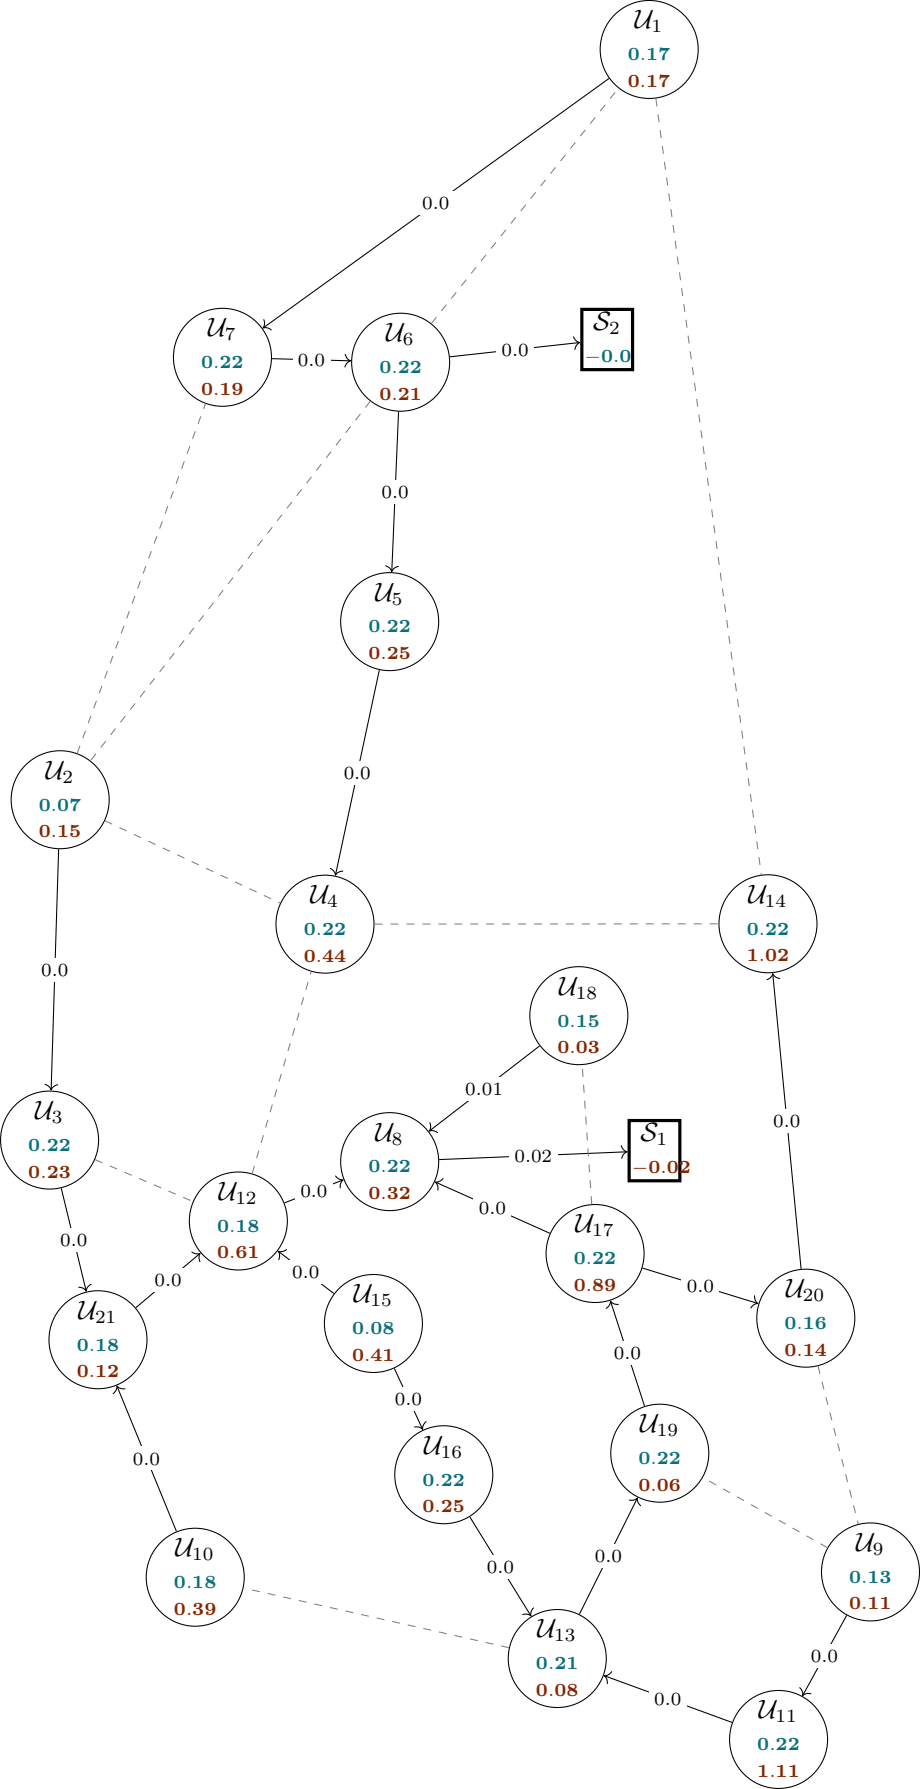 𝒰₁
0.17
0.17
0.0
𝒮₂
−0.0
𝒰₇
0.22
0.19
0.0
𝒰₆
0.22
0.21
0.0
0.0
𝒰₅
0.22
0.25
0.0
𝒰₂
0.07
0.15
𝒰₄
0.22
0.44
𝒰₁₄
0.22
1.02
0.0
𝒰₁₈
0.15
0.03
0.01
𝒰₃
0.22
0.23
𝒰₈
0.22
0.32
0.02
𝒮₁
−0.02
0.0
𝒰₁₂
0.18
0.61
0.0
0.0
𝒰₁₇
0.22
0.89
0.0
0.0
0.0
0.0
𝒰₂₁
0.18
0.12
𝒰₁₅
0.08
0.41
𝒰₂₀
0.16
0.14
0.0
0.0
0.0
𝒰₁₆
0.22
0.25
𝒰₁₉
0.22
0.06
0.0
𝒰₁₀
0.18
0.39
0.0
0.0
𝒰₉
0.13
0.11
𝒰₁₃
0.21
0.08
0.0
0.0
𝒰₁₁
0.22
1.11